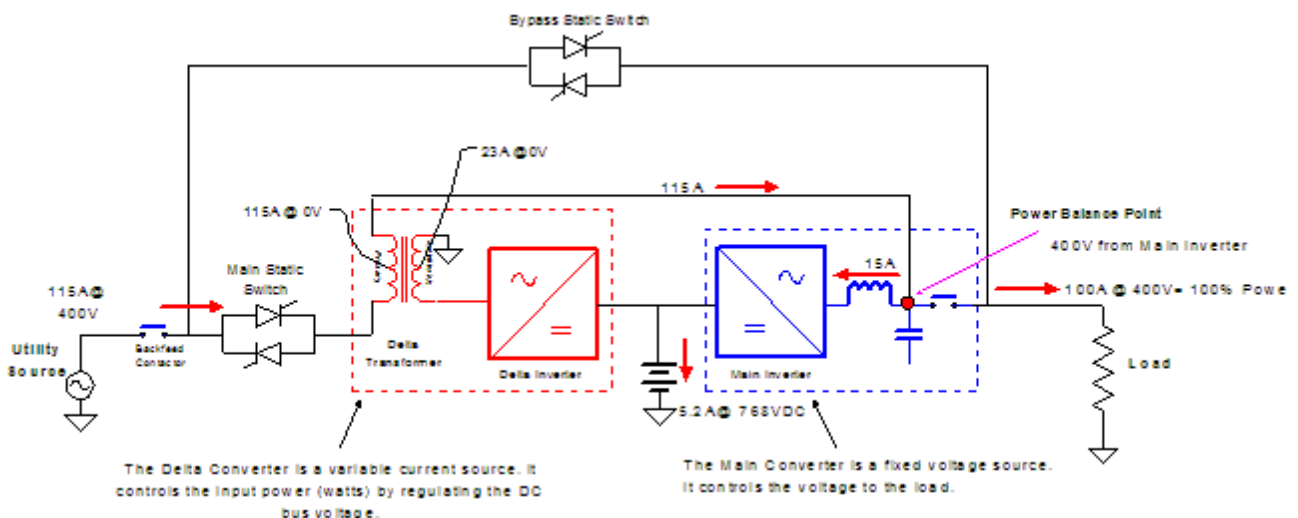 Bypass Static Switch
23A @0V
115A
115A @ 0V
Power Balance Point
400V from Main Inverter
Main Static
Switch
15A
115A@
400V
100A @ 400V= 100% Powe
Utility
Source
Backfeed
Contactor
Delta
Transformer
Delta Inverter
Main Inverter
Load
5.2A@ 768VDC
The Delta Converter is a variable current source. It
controls the input power (watts) by regulating the DC
bus voltage.
The Main Converter is a fixed voltage source.
It controls the voltage to the load.